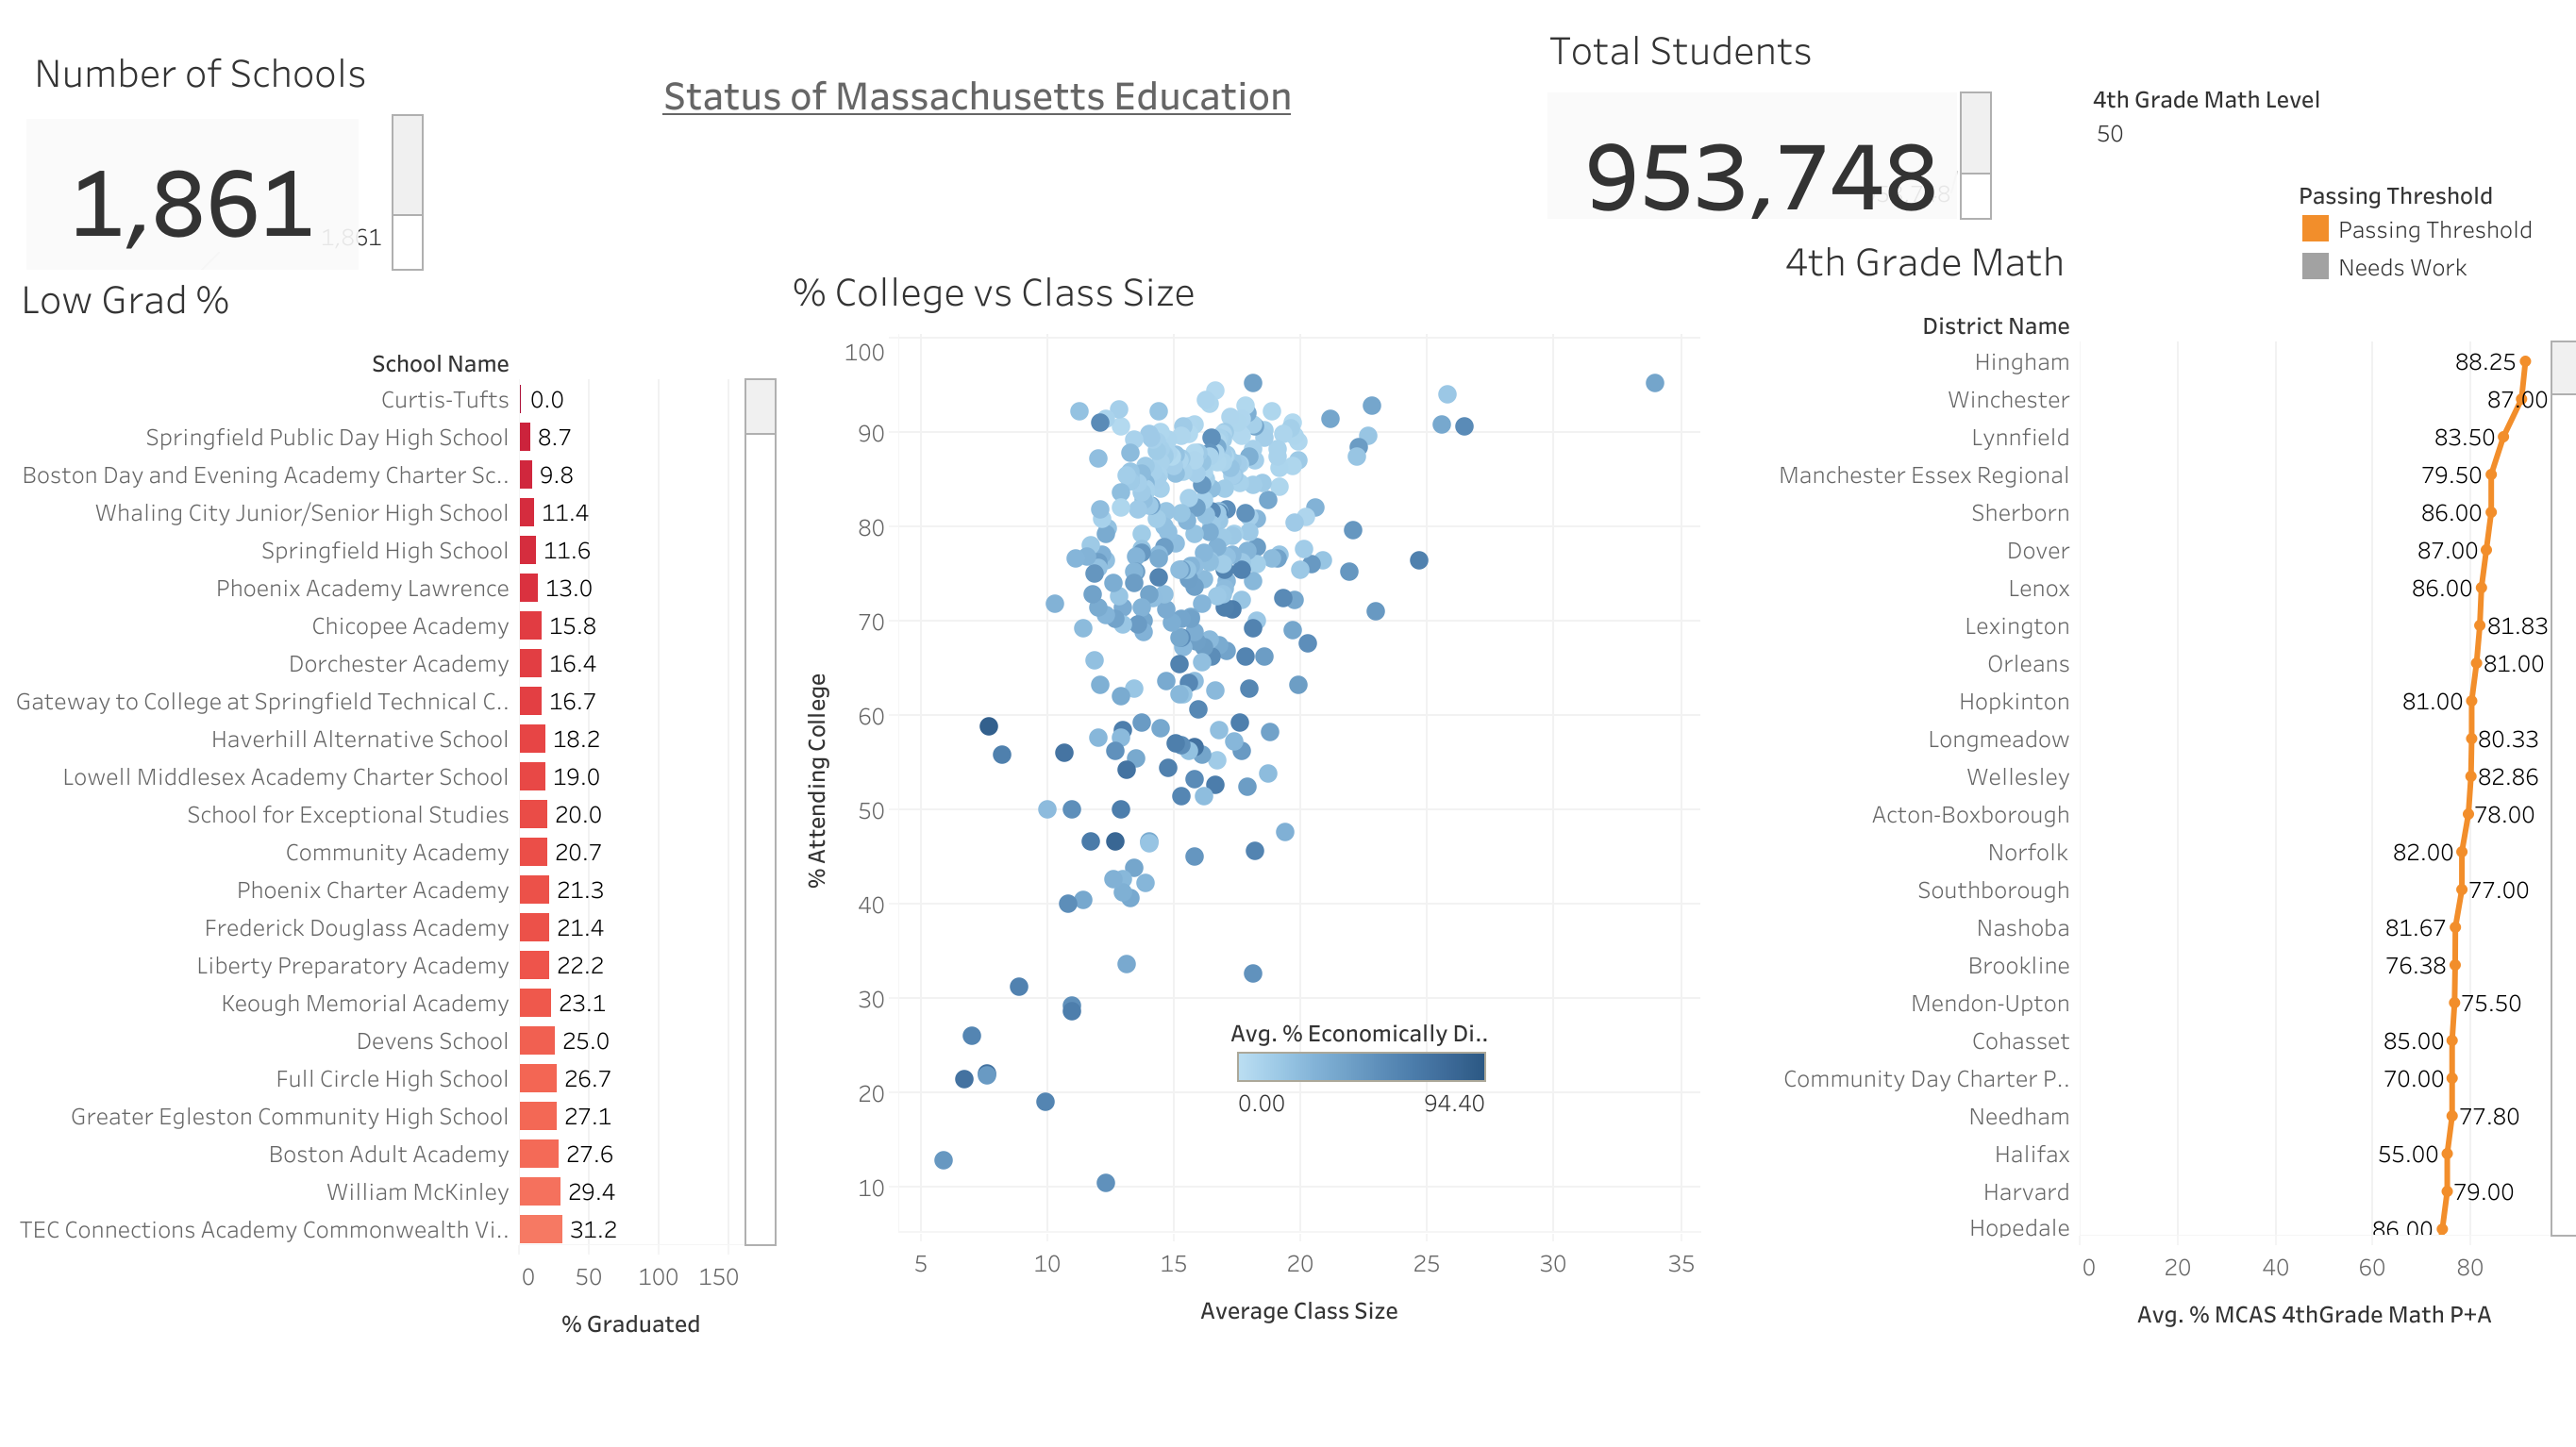 Number of Schools
1,861
1,861
Status of Massachusetts Education
Total Students
953,748
4th Grade Math Level
50
Passing Threshold
Passing Threshold
Needs Work
Low Grad %
School Name
Curtis-Tufts 0.0
Springfield Public Day High School 8.7
Boston Day and Evening Academy Charter Sc.. 9.8
Whaling City Junior/Senior High School 11.4
Springfield High School 11.6
Phoenix Academy Lawrence 13.0
Chicopee Academy 15.8
Dorchester Academy 16.4
Gateway to College at Springfield Technical C.. 16.7
Haverhill Alternative School 18.2
Lowell Middlesex Academy Charter School 19.0
School for Exceptional Studies 20.0
Community Academy 20.7
Phoenix Charter Academy 21.3
Frederick Douglass Academy 21.4
Liberty Preparatory Academy 22.2
Keough Memorial Academy 23.1
Devens School 25.0
Full Circle High School 26.7
Greater Egleston Community High School 27.1
Boston Adult Academy 27.6
William McKinley 29.4
TEC Connections Academy Commonwealth Vi.. 31.2
0 50 100 150
% Graduated
% College vs Class Size
% Attending College
100
90
80
70
60
50
40
30
20
10
Avg. % Economically Di..
0.00 94.40
5 10 15 20 25 30 35
Average Class Size
4th Grade Math
District Name
Hingham 88.25
Winchester 87.00
Lynnfield 83.50
Manchester Essex Regional 79.50
Sherborn 86.00
Dover 87.00
Lenox 86.00
Lexington 81.83
Orleans 81.00
Hopkinton 81.00
Longmeadow 80.33
Wellesley 82.86
Acton-Boxborough 78.00
Norfolk 82.00
Southborough 77.00
Nashoba 81.67
Brookline 76.38
Mendon-Upton 75.50
Cohasset 85.00
Community Day Charter P.. 70.00
Needham 77.80
Halifax 55.00
Harvard 79.00
Hopedale 86.00
0 20 40 60 80
Avg. % MCAS 4thGrade Math P+A